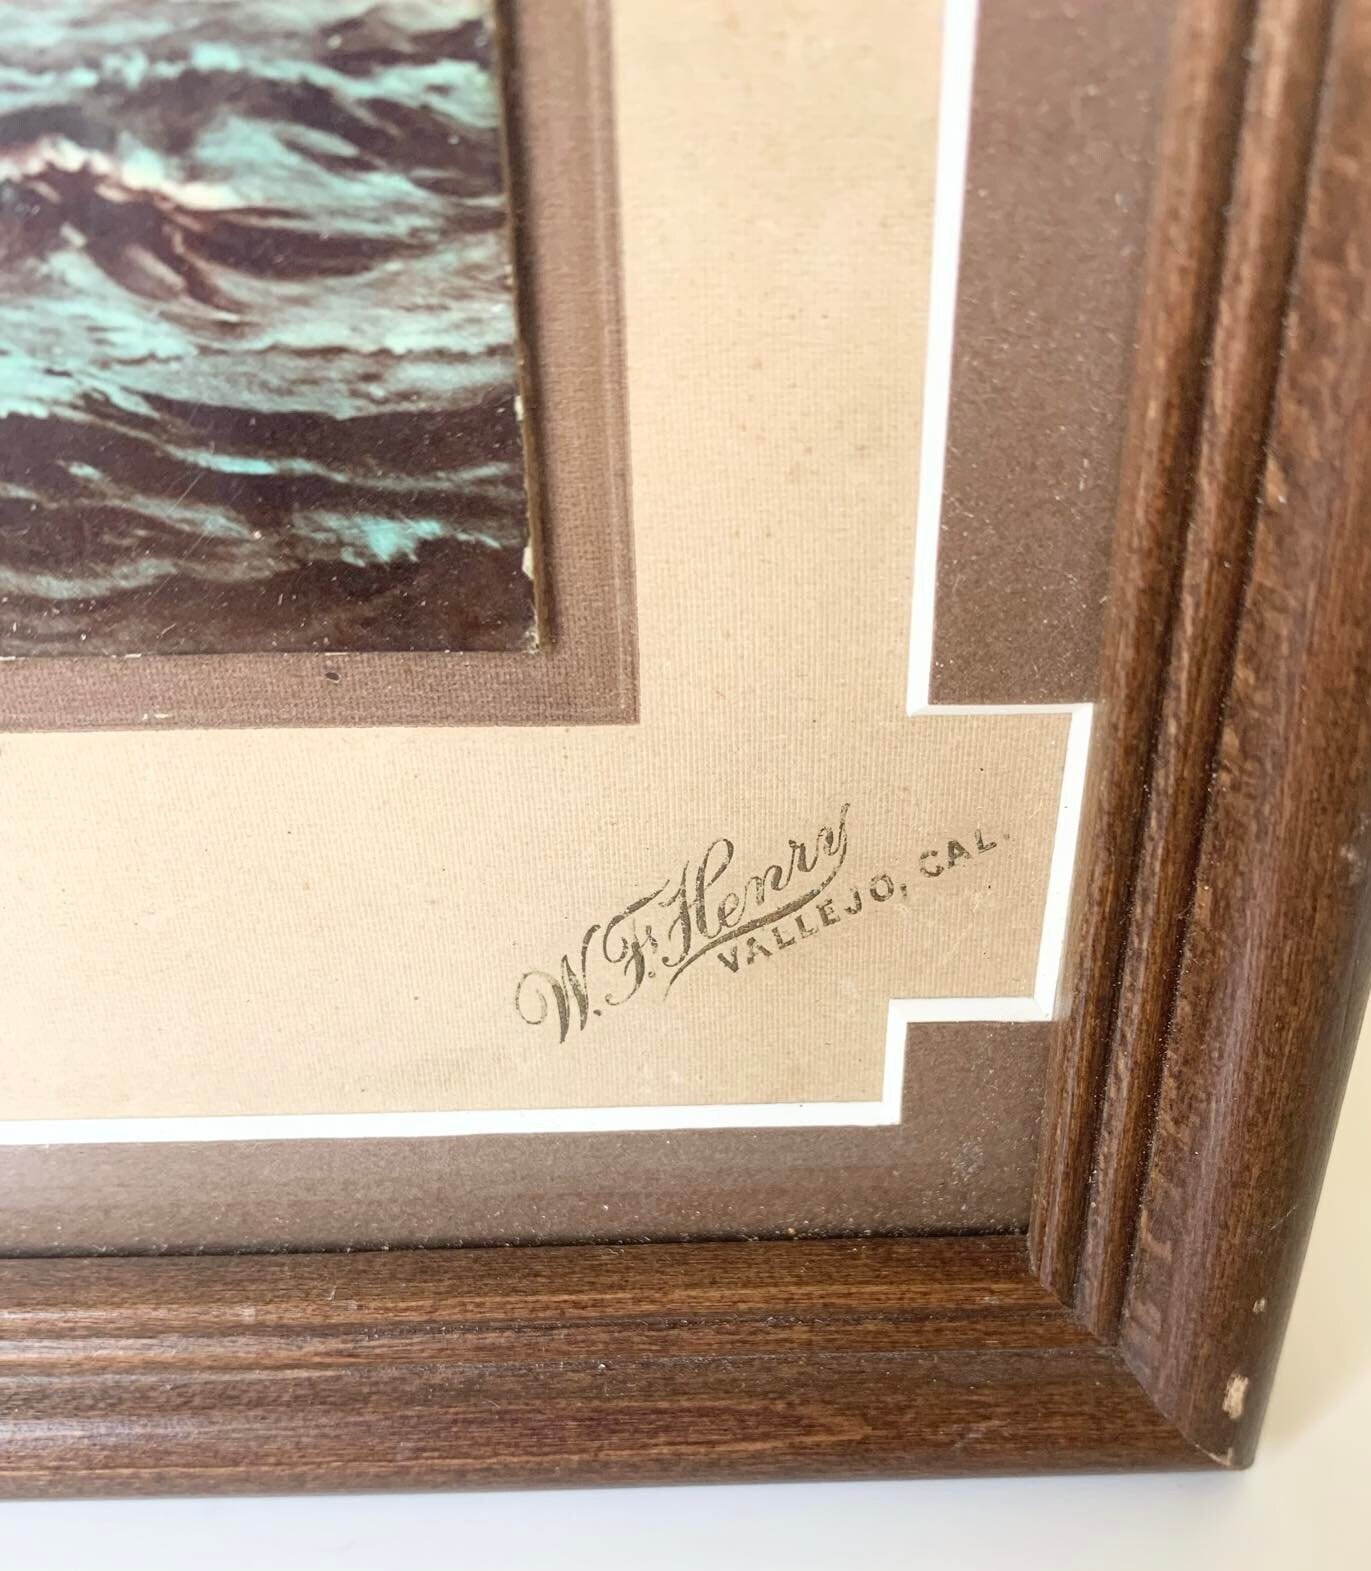 W. F. Henry
VALLEJO, CAL.